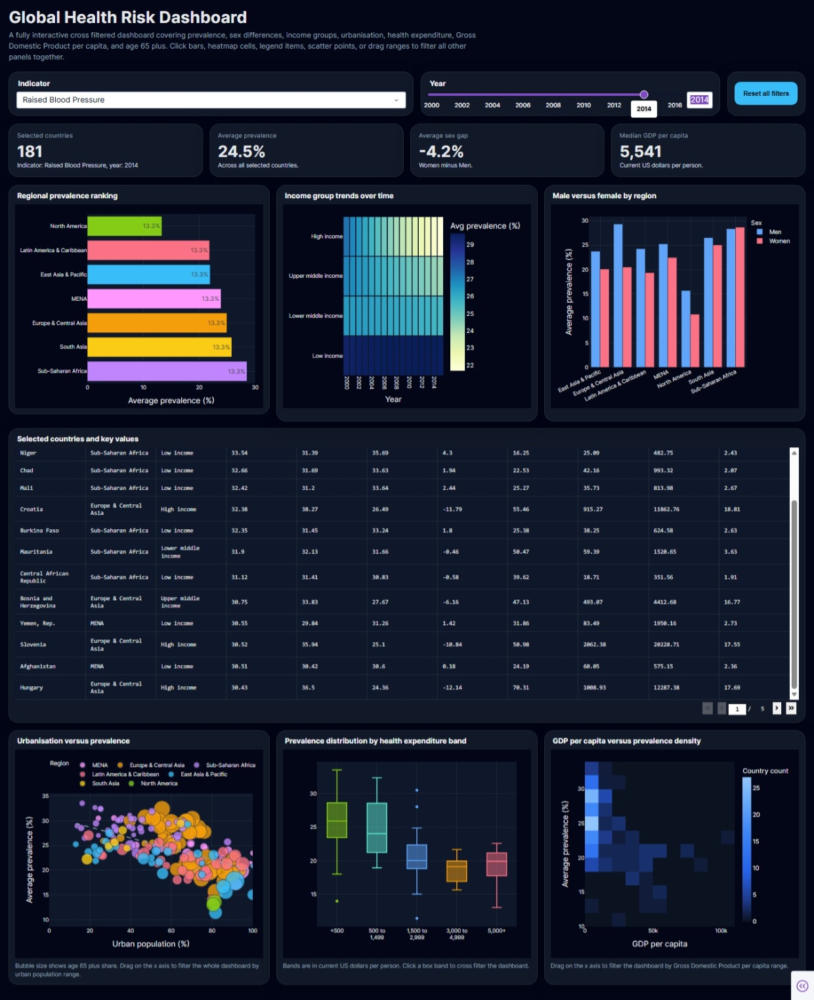 Global Health Risk Dashboard
A fully interactive cross filtered dashboard covering prevalence, sex differences, income groups, urbanisation, health expenditure, Gross
Domestic Product per capita, and age 65 plus. Click bars, heatmap cells, legend items, scatter points, or drag ranges to filter all other
panels together.
Indicator
Raised Blood Pressure
Year
2000 2002 2004 2006 2008 2010 2012 2014 2016
2014
Reset all filters
Selected countries
181
Indicator: Raised Blood Pressure, year: 2014
Average prevalence
24.5%
Across all selected countries.
Average sex gap
-4.2%
Women minus Men.
Median GDP per capita
5,541
Current US dollars per person.
Regional prevalence ranking
North America 13.3%
Latin America & Caribbean 13.3%
East Asia & Pacific 13.3%
MENA 13.3%
Europe & Central Asia 13.3%
South Asia 13.3%
Sub-Saharan Africa 13.3%
0 10 20 30
Average prevalence (%)
Income group trends over time
High income
Upper middle income
Lower middle income
Low income
2000 2002 2004 2006 2008 2010 2012 2014
Year
Avg prevalence (%)
29
28
27
26
25
24
23
22
Male versus female by region
Average prevalence (%)
30
25
20
15
10
5
0
East Asia & Pacific
Europe & Central Asia
Latin America & Caribbean
MENA
North America
South Asia
Sub-Saharan Africa
Sex
Men
Women
Selected countries and key values
Niger Sub-Saharan Africa Low income 33.54 31.39 35.69 4.3 16.25 25.09 482.75 2.43
Chad Sub-Saharan Africa Low income 32.66 31.69 33.63 1.94 22.53 42.16 993.32 2.07
Mali Sub-Saharan Africa Low income 32.42 31.2 33.64 2.44 25.27 35.73 813.98 2.67
Croatia Europe & Central Asia High income 32.38 38.27 26.49 -11.79 55.46 915.27 11862.76 18.81
Burkina Faso Sub-Saharan Africa Low income 32.35 31.45 33.24 1.8 25.38 38.25 624.58 2.63
Mauritania Sub-Saharan Africa Lower middle income 31.9 32.13 31.66 -0.46 50.47 59.39 1520.65 3.63
Central African Republic Sub-Saharan Africa Low income 31.12 31.41 30.83 -0.58 39.62 18.71 351.56 1.91
Bosnia and Herzegovina Europe & Central Asia Upper middle income 30.75 33.83 27.67 -6.16 47.13 493.07 4412.68 16.77
Yemen, Rep. MENA Low income 30.55 29.84 31.26 1.42 31.86 83.49 1950.16 2.73
Slovenia Europe & Central Asia High income 30.52 35.94 25.1 -10.84 50.98 2062.38 20228.71 17.55
Afghanistan MENA Low income 30.51 30.42 30.6 0.18 24.19 60.05 575.15 2.36
Hungary Europe & Central Asia High income 30.43 36.5 24.36 -12.14 70.31 1008.93 12287.38 17.69
1 / 5
Urbanisation versus prevalence
Region MENA Europe & Central Asia Sub-Saharan Africa
Latin America & Caribbean East Asia & Pacific
South Asia North America
Average prevalence (%)
35
30
25
20
15
10
0 20 40 60 80 100
Urban population (%)
Bubble size shows age 65 plus share. Drag on the x axis to filter the whole dashboard by
urban population range.
Prevalence distribution by health expenditure band
30
25
20
15
<500 500 to 1,499 1,500 to 2,999 3,000 to 4,999 5,000+
Bands are in current US dollars per person. Click a box band to cross filter the dashboard.
GDP per capita versus prevalence density
Average prevalence (%)
30
25
20
15
10
0 50k 100k
GDP per capita
Country count
25
20
15
10
5
0
Drag on the x axis to filter the dashboard by Gross Domestic Product per capita range.